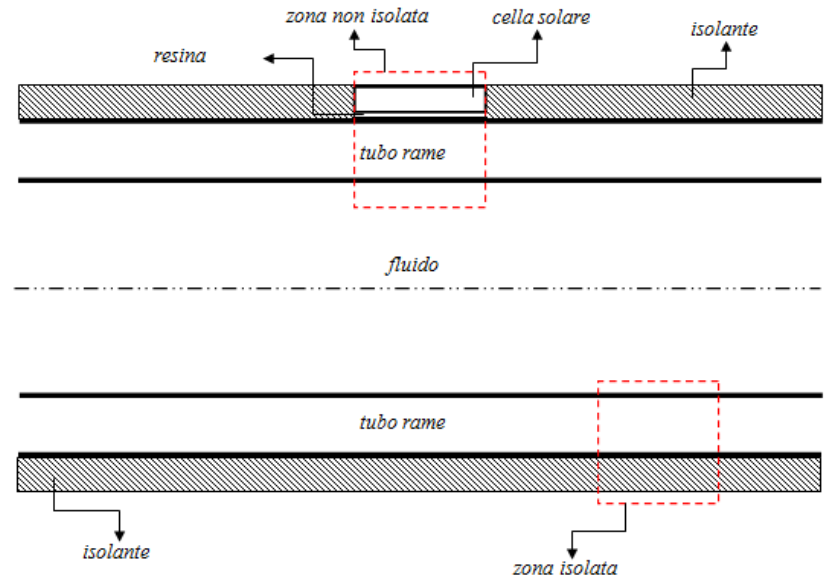 zona non isolata
cella solare
isolante
resina
tubo rame
fluido
tubo rame
isolante
zona isolata